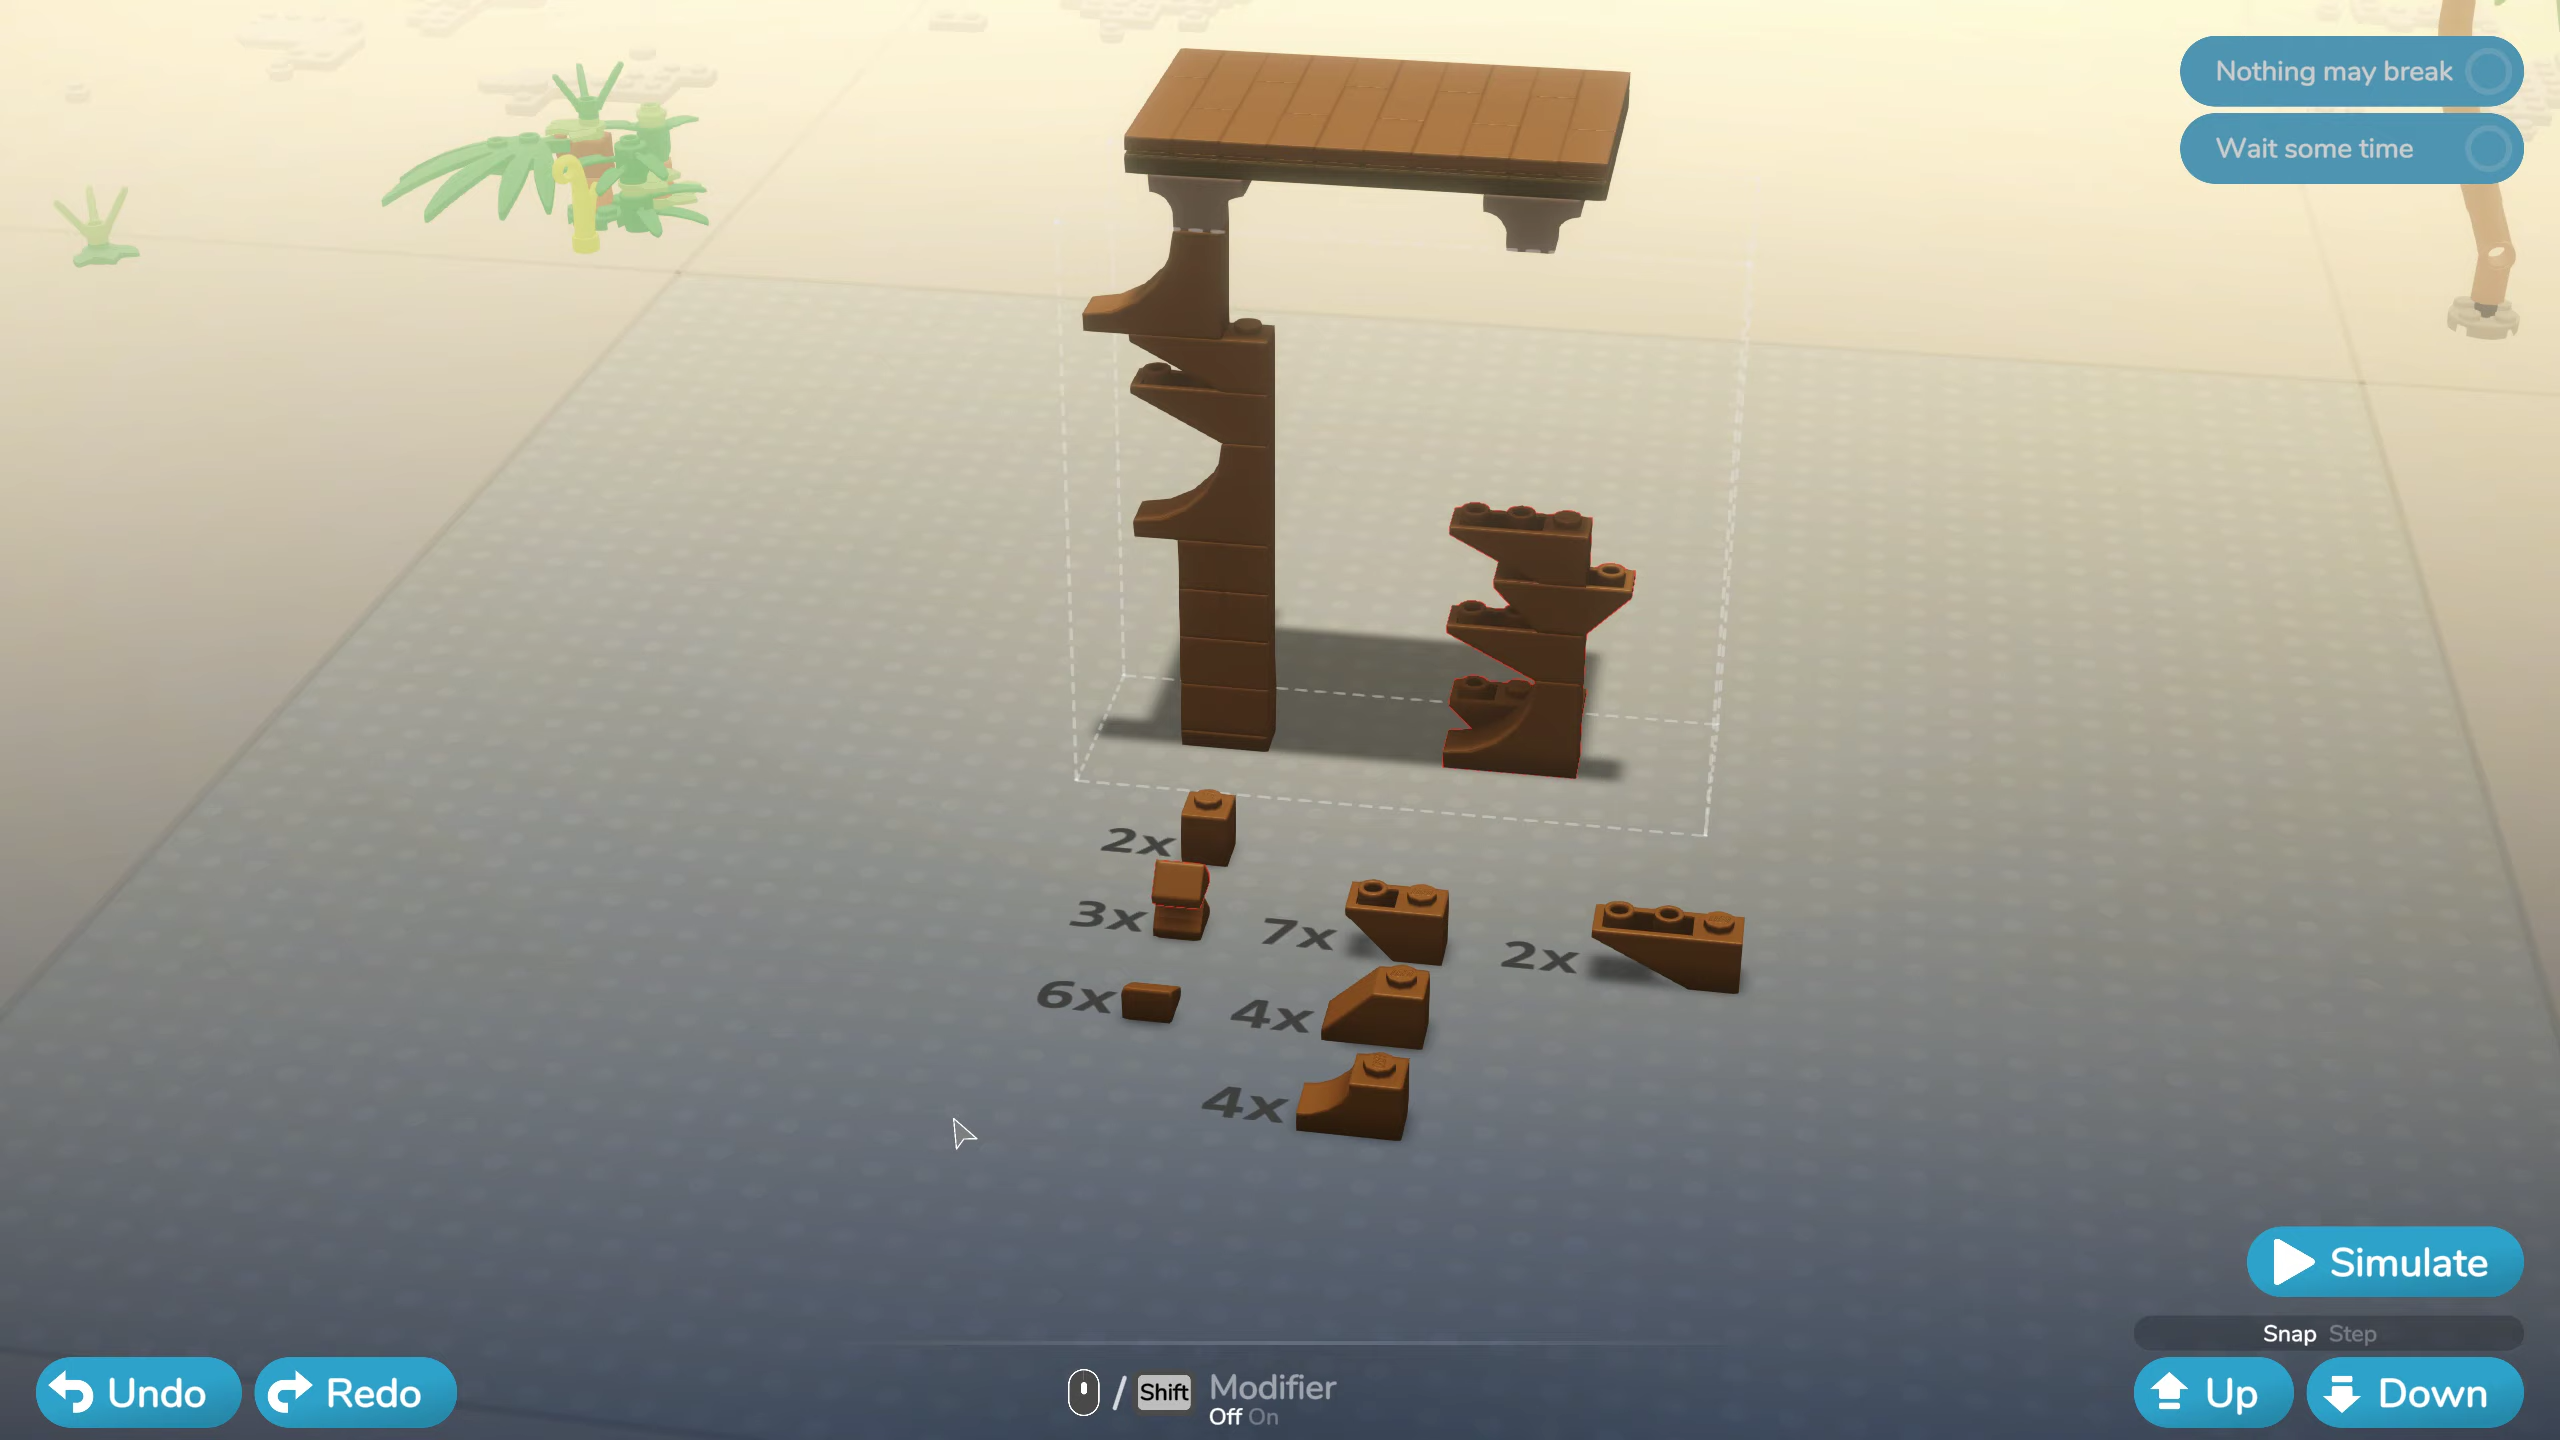 Nothing may break
Wait some time
2x
3x
7x
2x
6x
4x
4x
Simulate
Snap Step
Undo
Redo
/ Shift Modifier
Off On
Up
Down